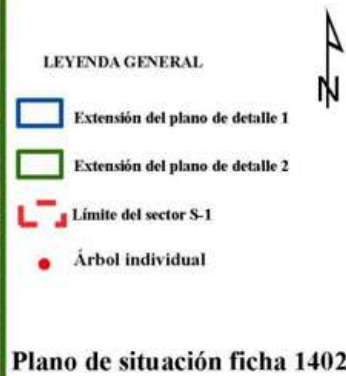 LEYENDA GENERAL
N
Extensión del plano de detalle 1
Extensión del plano de detalle 2
Límite del sector S-1
Árbol individual
Plano de situación ficha 1402